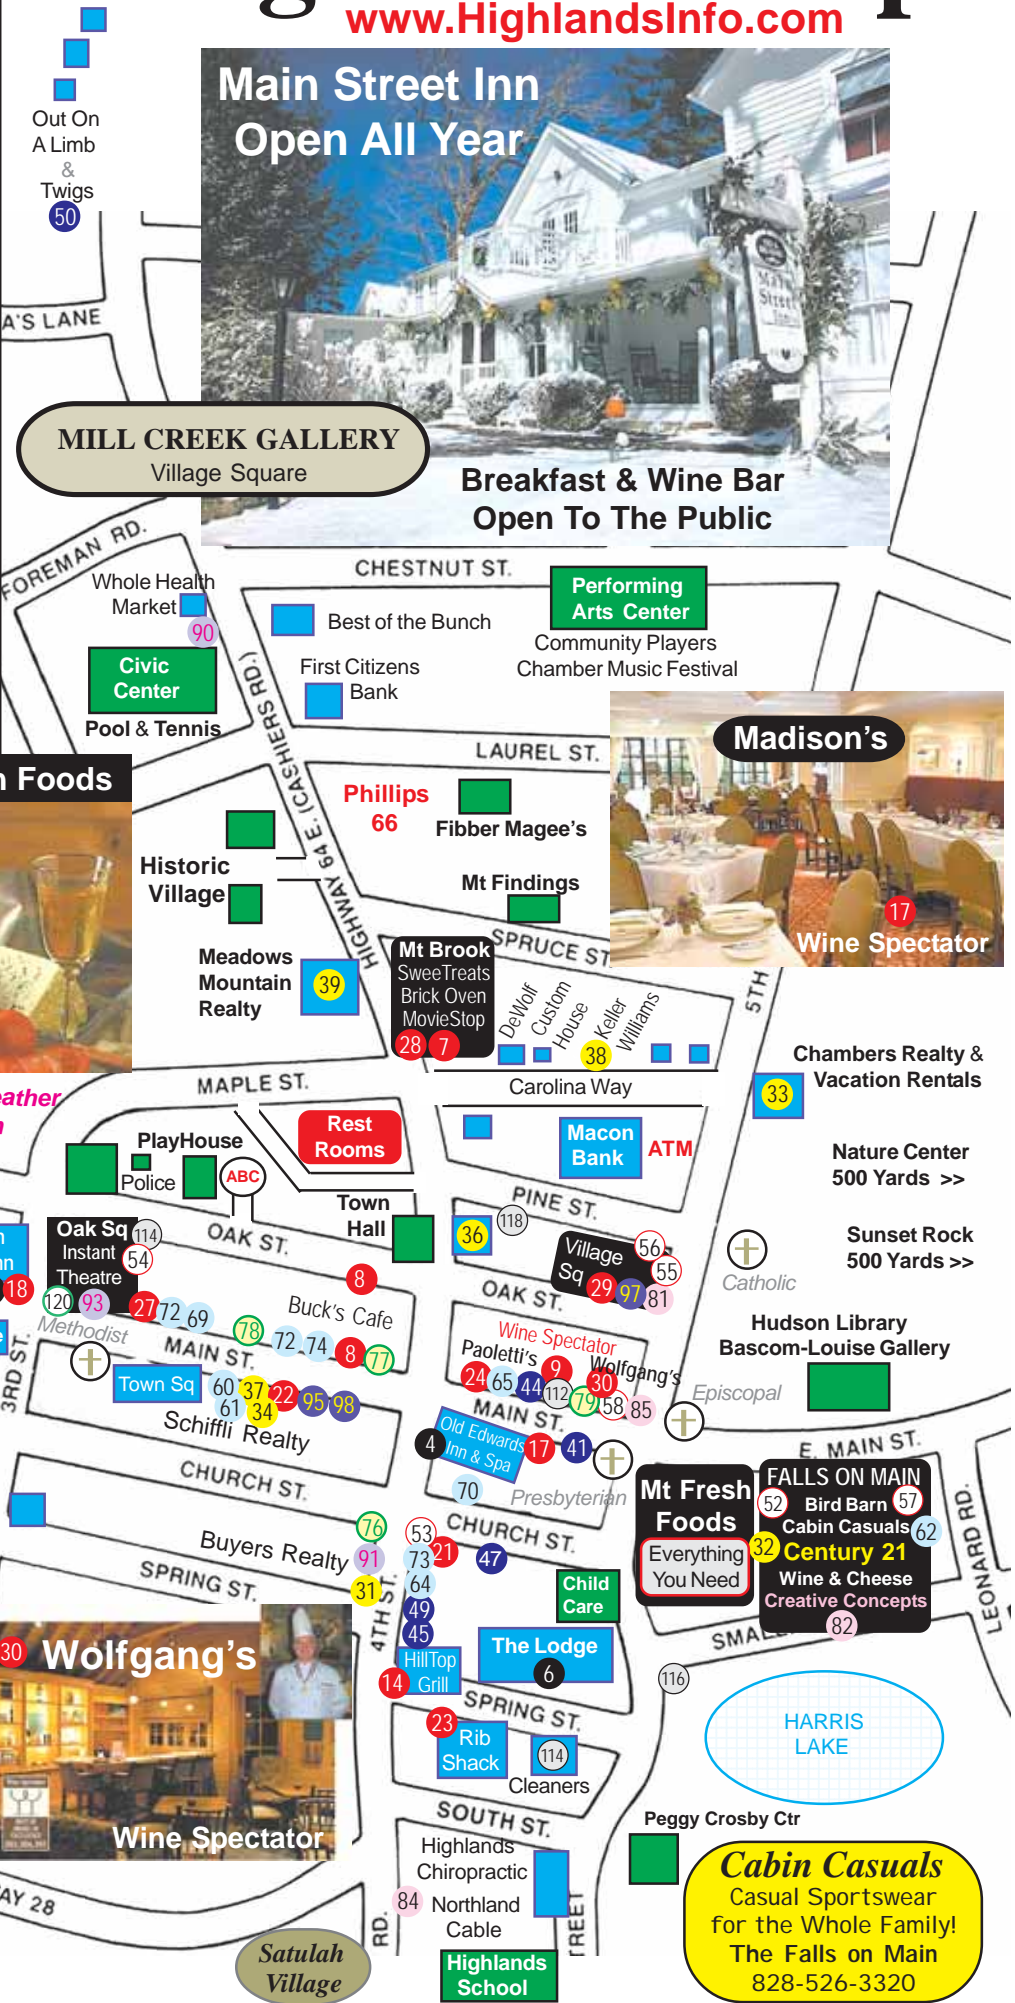 www.HighlandsInfo.com
Main Street Inn
Open All Year
Out On
A Limb
&
Twigs
50
A'S LANE
Main
Street
Inn
MILL CREEK GALLERY
Village Square
Breakfast & Wine Bar
Open To The Public
FOREMAN RD.
CHESTNUT ST.
Whole Health
Market
90
Performing
Arts Center
Community Players
Chamber Music Festival
Best of the Bunch
Civic
Center
Pool & Tennis
First Citizens
Bank
HIGHWAY 64 E. (CASHIERS RD.)
LAUREL ST.
Madison's
17
Wine Spectator
n Foods
Phillips
66
Fibber Magee's
Historic
Village
Mt Findings
SPRUCE ST
5TH
Meadows
Mountain
Realty
39
Mt Brook
SweeTreats
Brick Oven
MovieStop
28
7
DeWolf
Custom
House
38
Keller
Williams
Carolina Way
Chambers Realty &
Vacation Rentals
33
eather
n
MAPLE ST.
Rest
Rooms
PlayHouse
Police
ABC
Macon
Bank
ATM
Nature Center
500 Yards >>
Town
Hall
PINE ST.
36
118
Oak Sq
Instant
Theatre
114
54
OAK ST.
Village
Sq
56
55
29
97
81
Catholic
Sunset Rock
500 Yards >>
n
nn
18
120
93
27
72
69
8
Buck's Cafe
78
72
74
8
77
OAK ST.
Hudson Library
Bascom-Louise Gallery
Methodist
MAIN ST.
3RD ST.
e
Town Sq
60
37
22
95
98
61
34
Schiffli Realty
Wine Spectator
Paoletti's
9
Wolfgang's
24
65
44
112
79
30
58
85
MAIN ST.
Episcopal
4
Old Edwards
Inn & Spa
17
41
Presbyterian
70
E. MAIN ST.
CHURCH ST.
CHURCH ST.
Mt Fresh
Foods
Everything
You Need
FALLS ON MAIN
52
Bird Barn
57
Cabin Casuals
62
32
Century 21
Wine & Cheese
Creative Concepts
82
LEONARD RD.
76
53
21
47
Buyers Realty
91
73
64
31
49
45
SPRING ST.
4TH S
Child
Care
SMALL
30
Wolfgang's
Wine Spectator
HillTop
Grill
14
The Lodge
6
116
SPRING ST.
23
Rib
Shack
114
Cleaners
HARRIS
LAKE
SOUTH ST.
Peggy Crosby Ctr
Highlands
Chiropractic
84
Northland
Cable
AY 28
RD.
TREET
Satulah
Village
Highlands
School
Cabin Casuals
Casual Sportswear
for the Whole Family!
The Falls on Main
828-526-3320